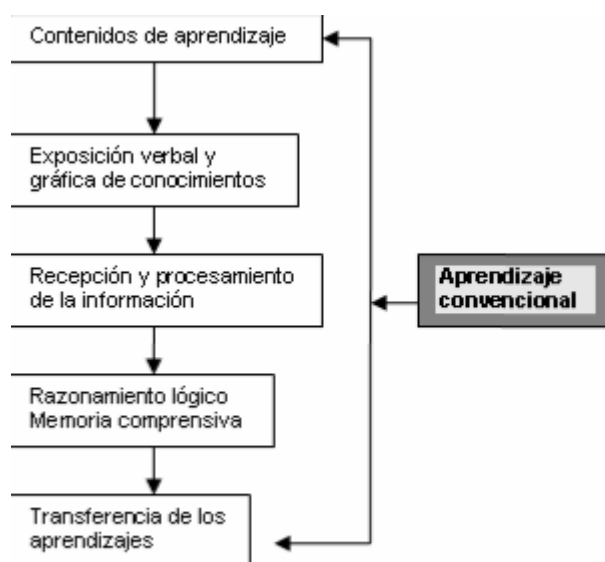 Contenidos de aprendizaje
Exposición verbal y
gráfica de conocimientos
Recepción y procesamiento
de la información
Aprendizaje
convencional
Razonamiento lógico
Memoria comprensiva
Transferencia de los
aprendizajes